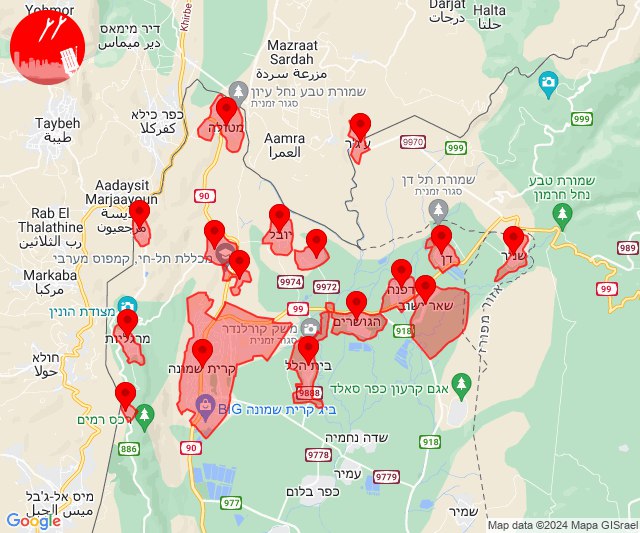 Yohmor
Khirbe
דיר מימאס
دير ميماس
Darjat
درجات
Halta
حلتا
Mazraat
Sardah
مزرعة سردة
שמורת טבע נחל עיון
סגור זמנית
Taybeh
طيبة
כפר כילא
كفركلا
מטולה
Aamra
العمرا
ע'ג'ר
9970
999
999
שמורת תל דן
סגור זמנית
שמורת טבע
נחל חרמון
989
90
Aadaysit
Marjaayoun
Rab El
Thalathine
رب الثلاثين
יובל
דן
שניר
Markaba
مركبا
מכללת תל-חי, קמפוס מערבי
9974
9972
דפנה
99
99
אזור מפורז
מצודת הונין
משק קורלנדר
סגור זמנית
הגושרים
שאר ישוב
918
מרגליות
חולא
حولا
קרית שמונה
בית הלל
9888
אגם קרעון כפר סאלד
ביג קרית שמונה BIG
רכס רמים
886
90
שדה נחמיה
918
9778
9779
עמיר
כפר בלום
977
שמיר
מיס אל-ג'בל
ميس الجبل
Google
Map data ©2024 Mapa GISrael